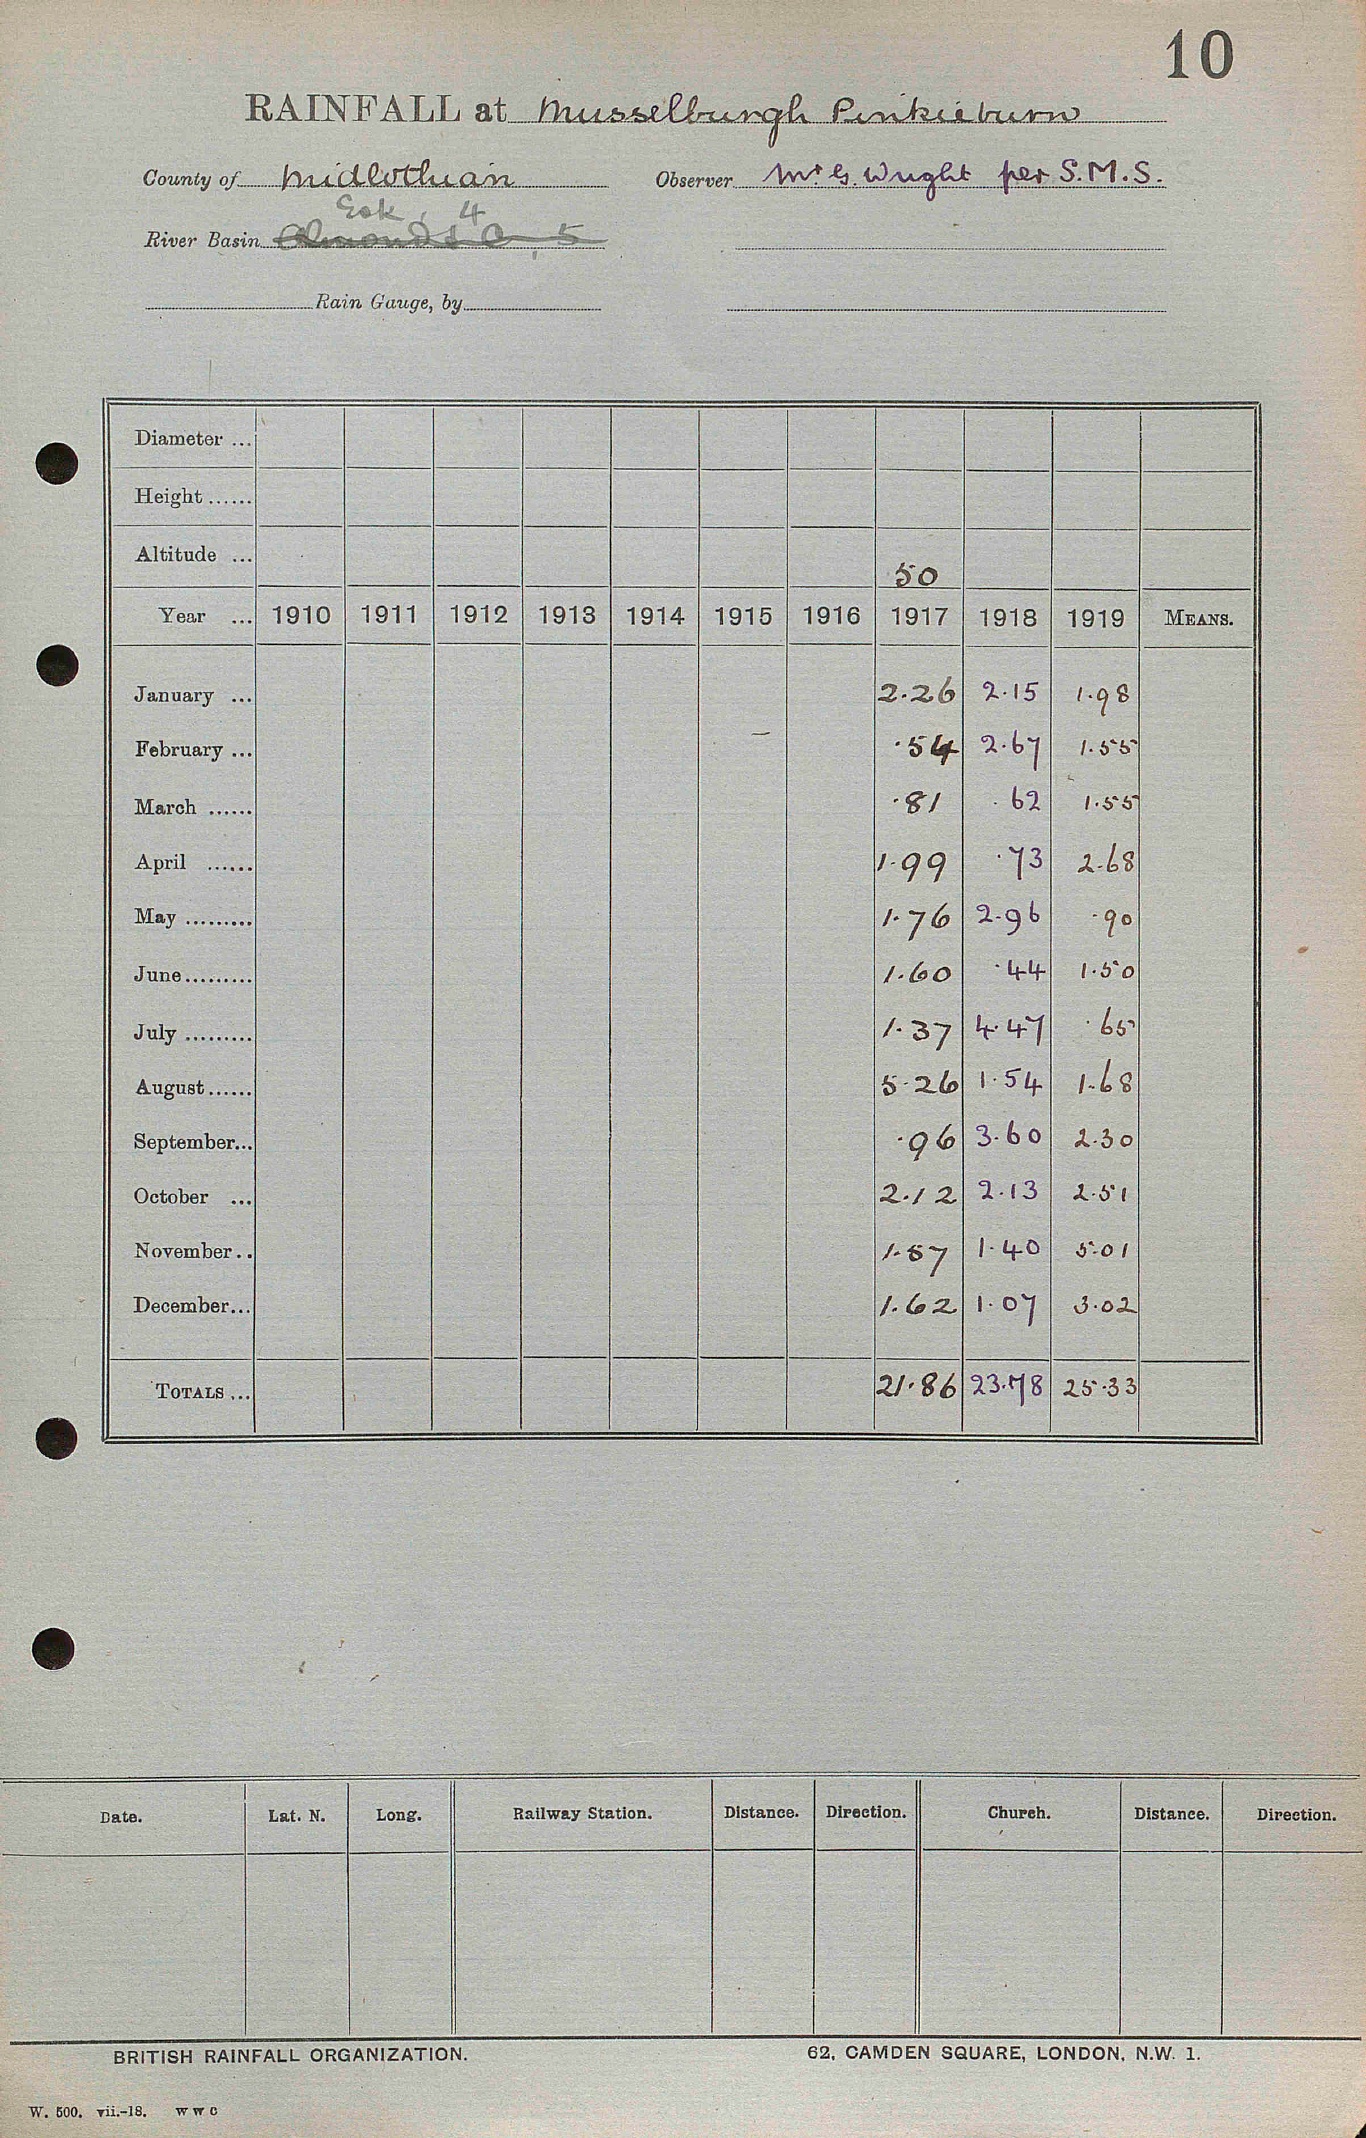 10
RAINFALL at Musselburgh Pinkieburn
County of Midlothian Observer Mr G. Wright per S.M.S.
Esk, 4
River Basin Almond & C, 5
Rain Gauge, by
Diameter ...
Height ......
Altitude ... 50
Year ... 1910 1911 1912 1913 1914 1915 1916 1917 1918 1919 MEANS.
January ... 2.26 2.15 1.98
February ... — .54 2.67 1.55
March ...... .81 .62 1.55
April ...... 1.99 .73 2.68
May ......... 1.76 2.96 .90
June ......... 1.60 .44 1.50
July ......... 1.37 4.47 .65
August ...... 5.26 1.54 1.68
September... .96 3.60 2.30
October ... 2.12 2.13 2.51
November .. 1.57 1.40 5.01
December... 1.62 1.07 3.02
TOTALS ... 21.86 23.78 25.33
Date. Lat. N. Long. Railway Station. Distance. Direction. Church. Distance. Direction.
BRITISH RAINFALL ORGANIZATION. 62, CAMDEN SQUARE, LONDON, N.W. 1.
W. 500. vii.-18. W W C